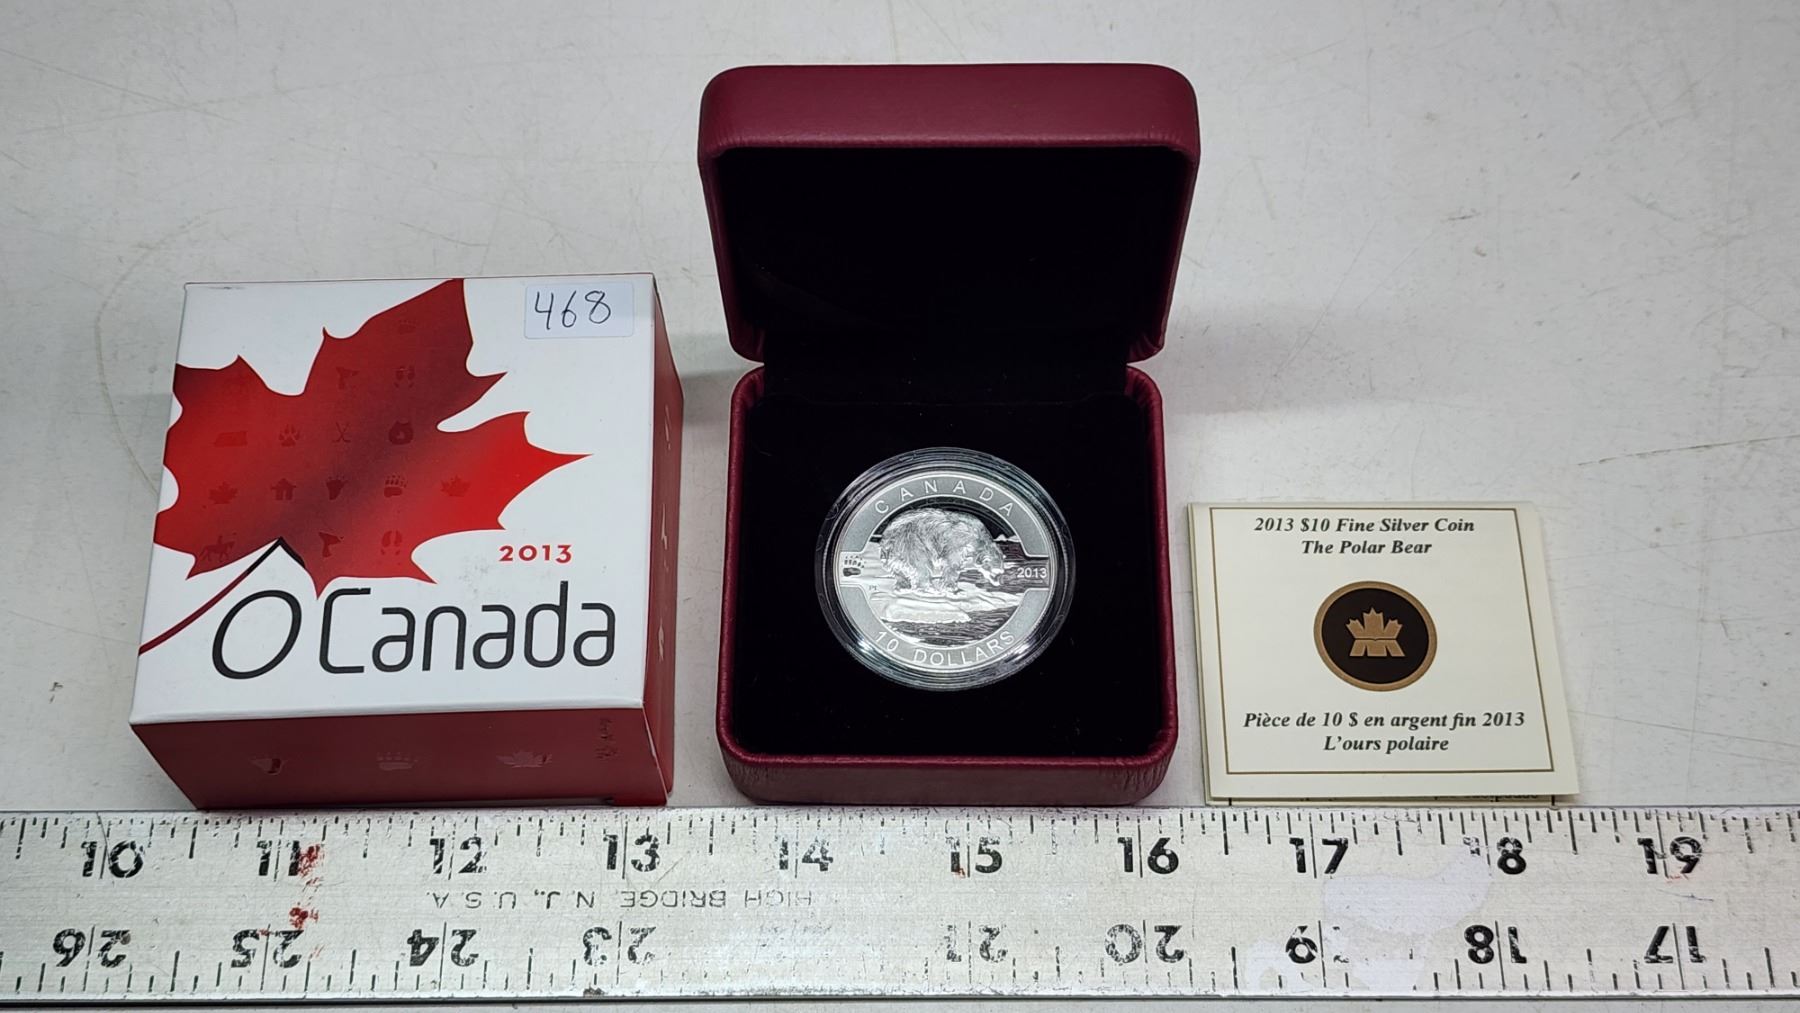 468
2013
O Canada
CANADA
2013
10 DOLLARS
2013 $10 Fine Silver Coin
The Polar Bear
Pièce de 10 $ en argent fin 2013
L'ours polaire
10 11 12 13 14 15 16 17 18 19
HIGH BRIDGE, N.J., U.S.A.
26 25 24 23 21 20 19 18 17